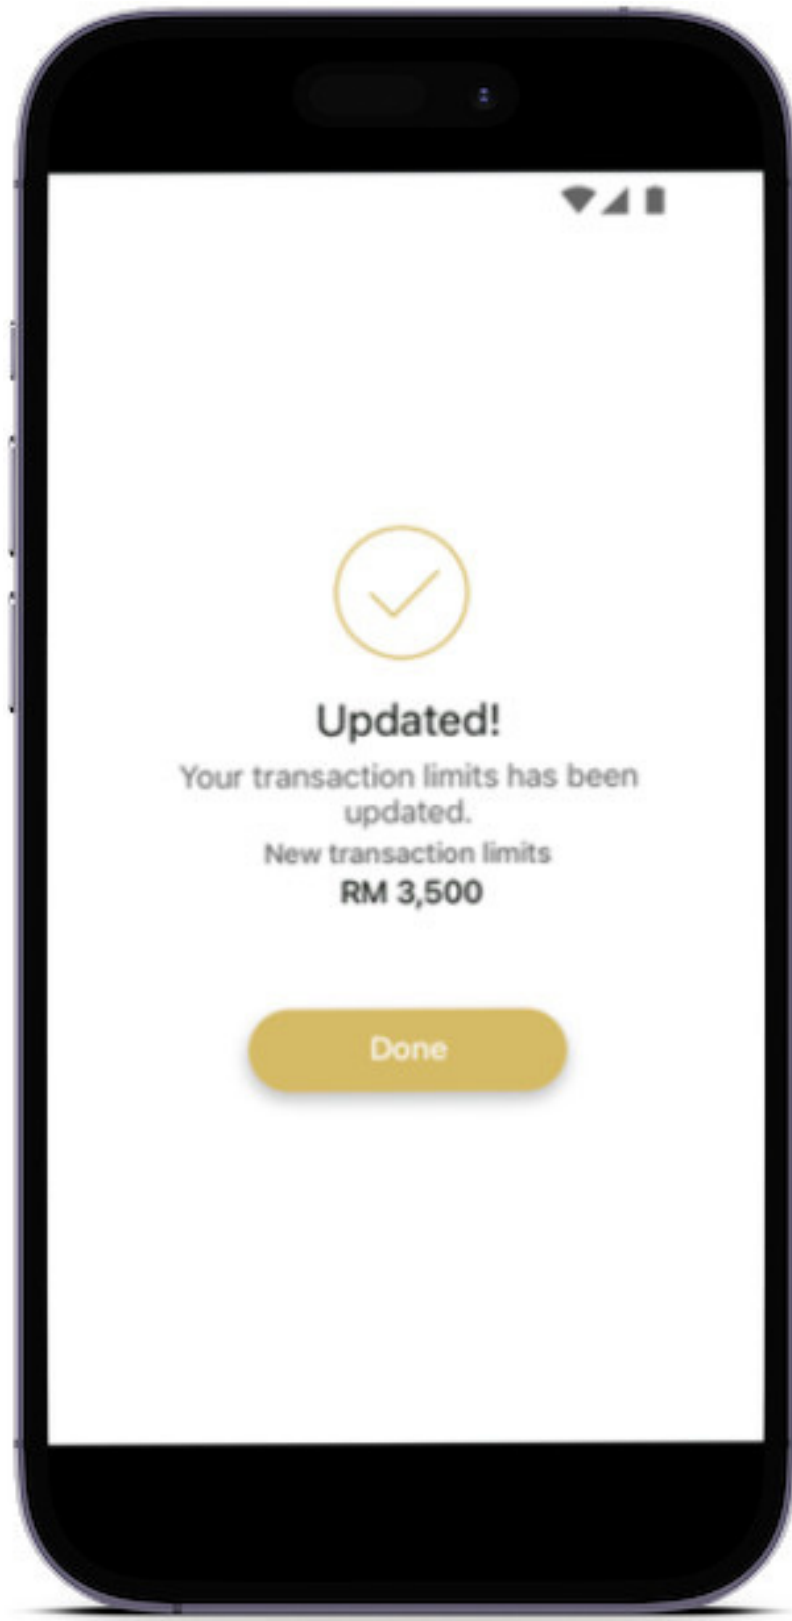 Updated!
Your transaction limits has been
updated.
New transaction limits
RM 3,500
Done